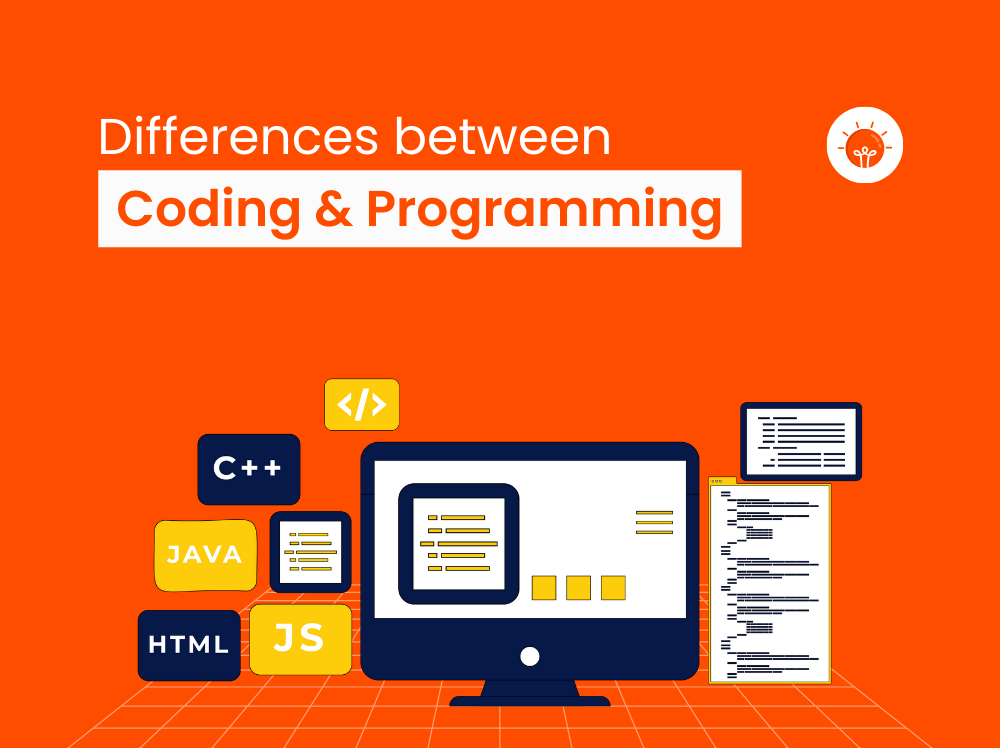 Differences between
Coding & Programming
</>
C++
JAVA
HTML
JS